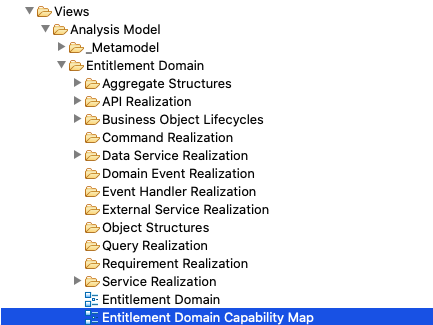 Views
Analysis Model
_Metamodel
Entitlement Domain
Aggregate Structures
API Realization
Business Object Lifecycles
Command Realization
Data Service Realization
Domain Event Realization
Event Handler Realization
External Service Realization
Object Structures
Query Realization
Requirement Realization
Service Realization
Entitlement Domain
Entitlement Domain Capability Map